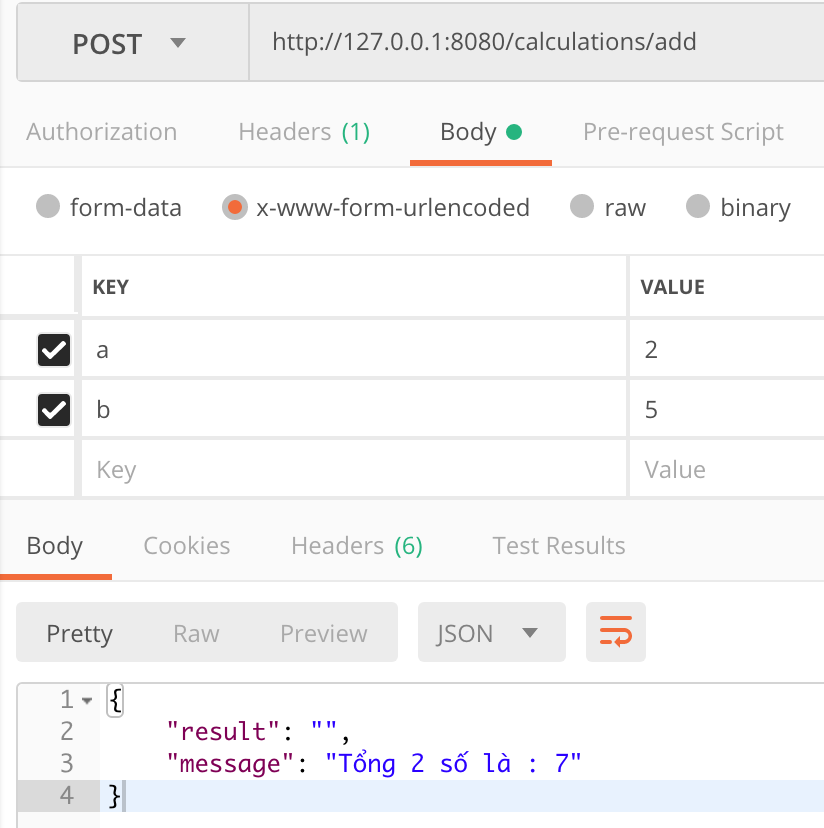 POST http://127.0.0.1:8080/calculations/add
Authorization Headers (1) Body Pre-request Script
form-data x-www-form-urlencoded raw binary
KEY VALUE
a 2
b 5
Key Value
Body Cookies Headers (6) Test Results
Pretty Raw Preview JSON
1 {
2 "result": "",
3 "message": "Tổng 2 số là : 7"
4 }